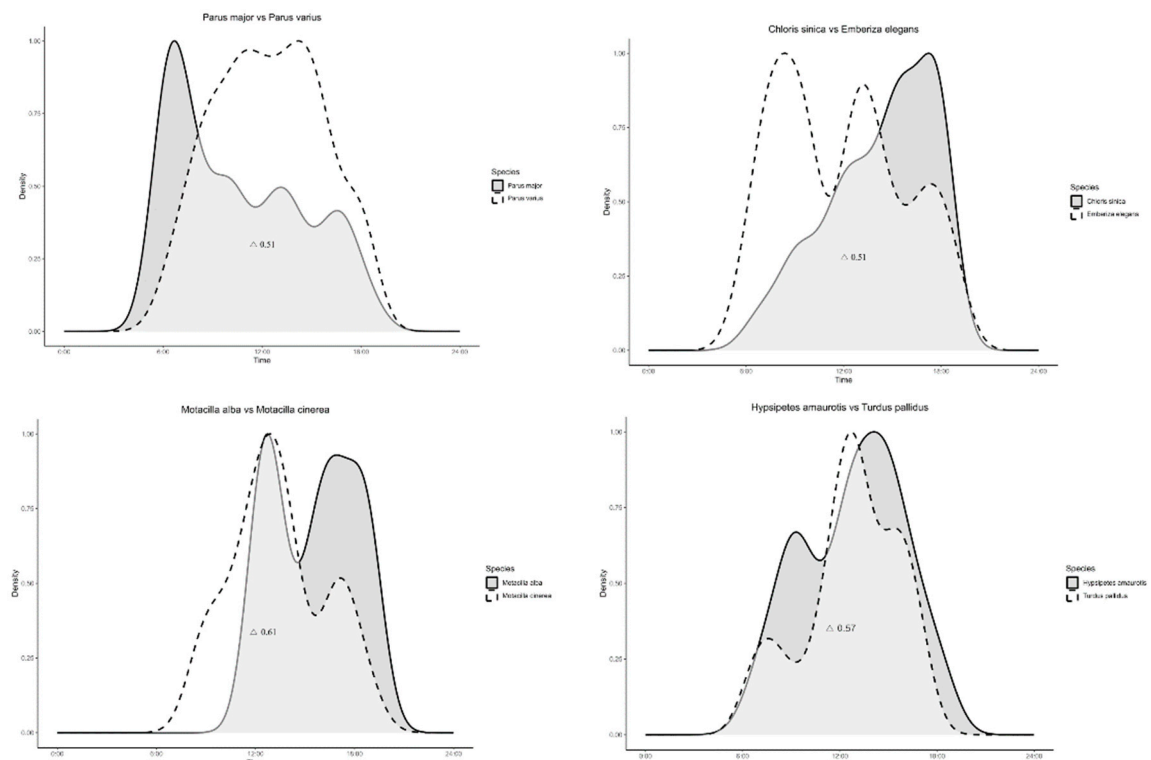 Parus major vs Parus varius
1.00
0.75
0.50
0.25
0.00
Density
0:00 6:00 12:00 18:00 24:00
Time
△ 0.51
Species
Parus major
Parus varius
Chloris sinica vs Emberiza elegans
1.00
0.75
0.50
0.25
0.00
Density
0:00 6:00 12:00 18:00 24:00
Time
△ 0.51
Species
Chloris sinica
Emberiza elegans
Motacilla alba vs Motacilla cinerea
1.00
0.75
0.50
0.25
0.00
Density
0:00 6:00 12:00 18:00 24:00
△ 0.61
Species
Motacilla alba
Motacilla cinerea
Hypsipetes amaurotis vs Turdus pallidus
1.00
0.75
0.50
0.25
0.00
Density
0:00 6:00 12:00 18:00 24:00
△ 0.57
Species
Hypsipetes amaurotis
Turdus pallidus